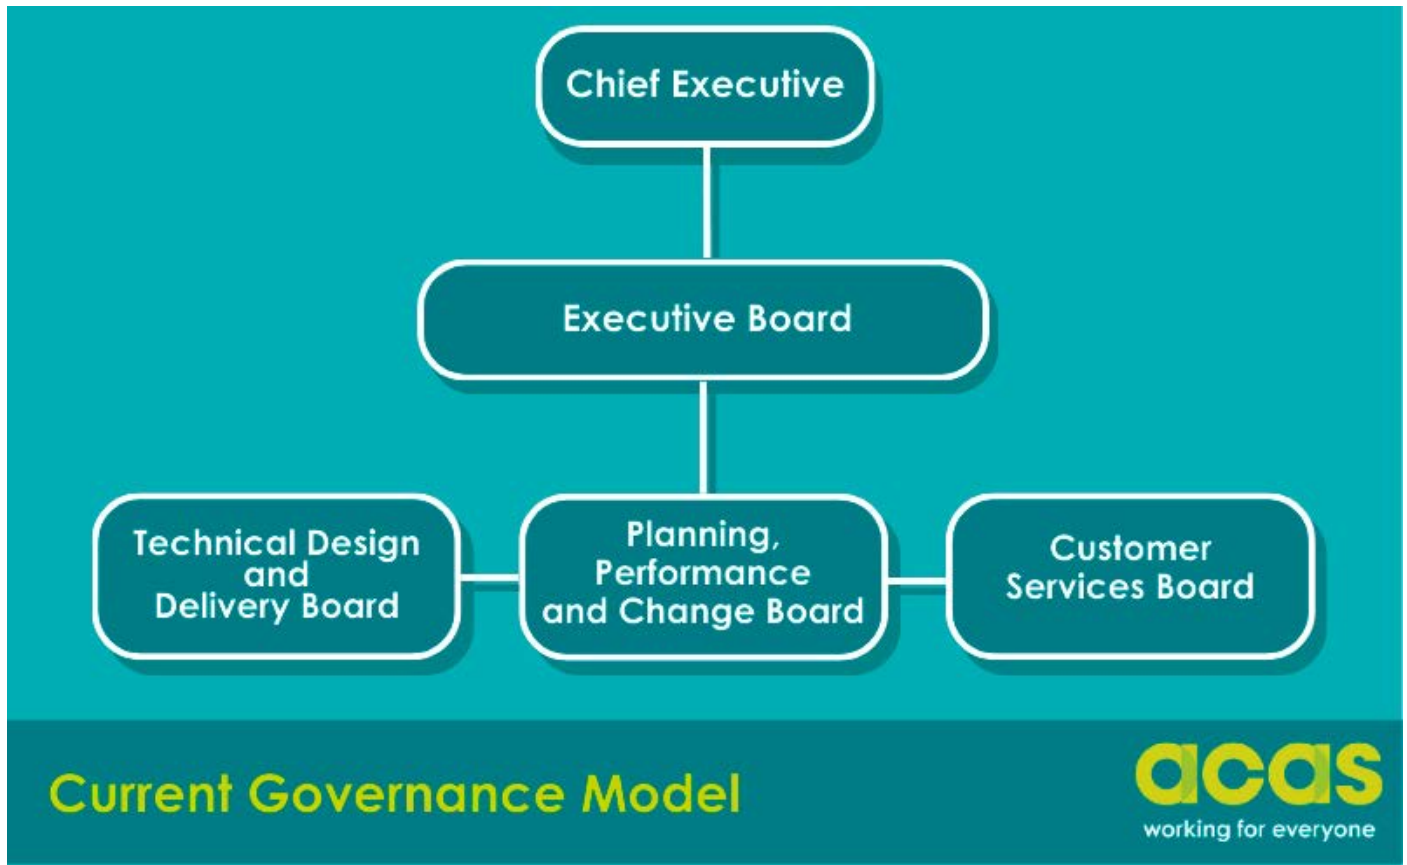 Chief Executive
Executive Board
Technical Design
and
Delivery Board
Planning,
Performance
and Change Board
Customer
Services Board
Current Governance Model
acas
working for everyone